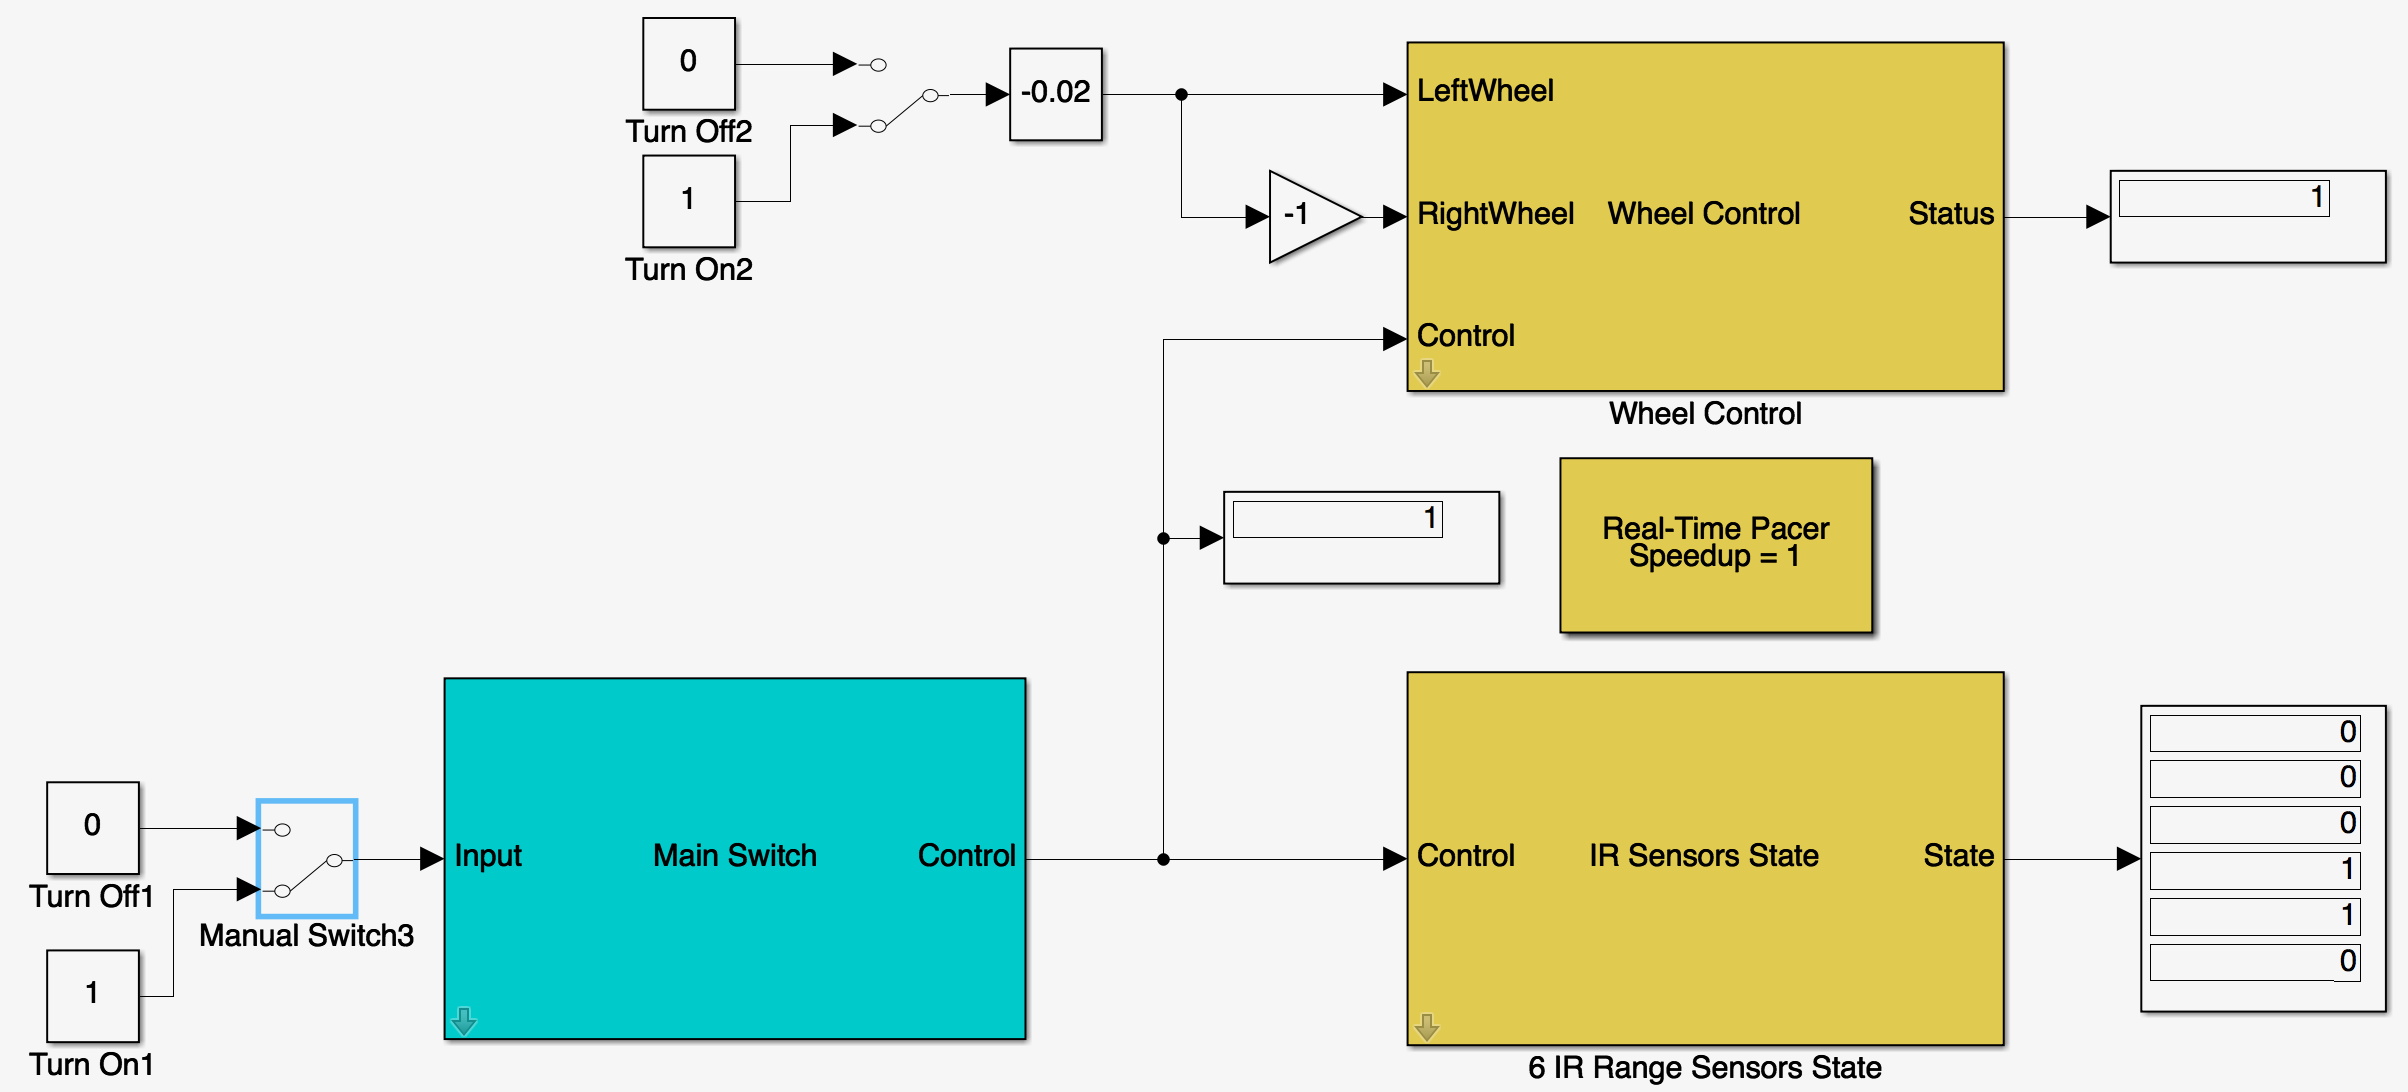 0
Turn Off2
1
Turn On2
-0.02
-1
LeftWheel
RightWheel
Wheel Control
Status
Control
Wheel Control
1
1
Real-Time Pacer
Speedup = 1
0
Turn Off1
1
Turn On1
Manual Switch3
Input
Main Switch
Control
Control
IR Sensors State
State
6 IR Range Sensors State
0
0
0
1
1
0